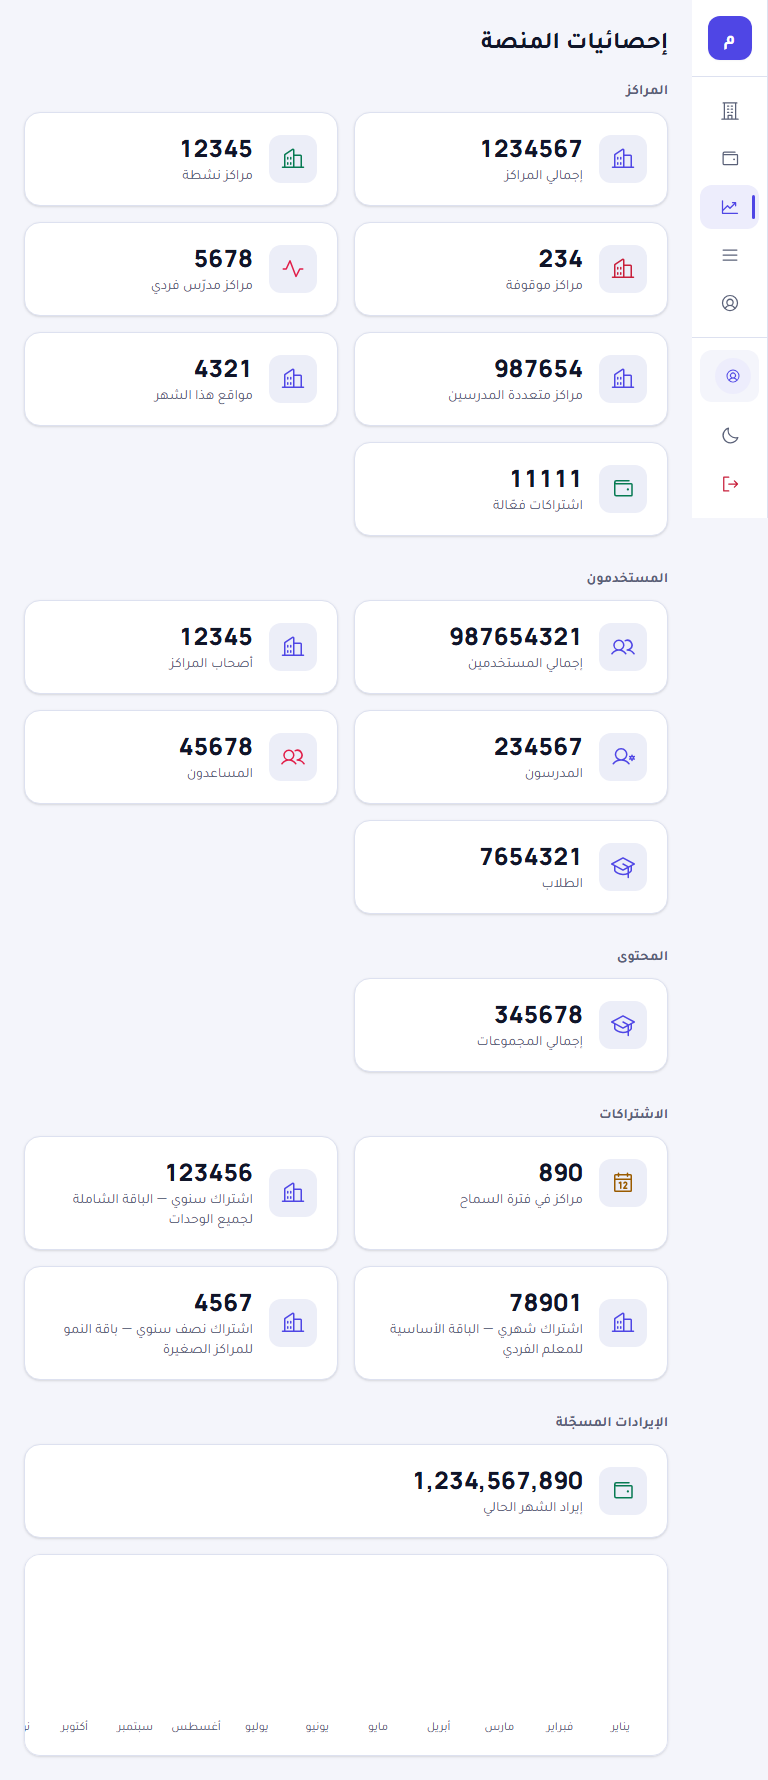 م
إحصائيات المنصة
المراكز
1234567
إجمالي المراكز
12345
مراكز نشطة
234
مراكز موقوفة
5678
مراكز مدرّس فردي
987654
مراكز متعددة المدرسين
4321
مواقع هذا الشهر
11111
اشتراكات فعّالة
المستخدمون
987654321
إجمالي المستخدمين
12345
أصحاب المراكز
234567
المدرسون
45678
المساعدون
7654321
الطلاب
المحتوى
345678
إجمالي المجموعات
الاشتراكات
12
890
مراكز في فترة السماح
123456
اشتراك سنوي — الباقة الشاملة
لجميع الوحدات
78901
اشتراك شهري — الباقة الأساسية
للمعلم الفردي
4567
اشتراك نصف سنوي — باقة النمو
للمراكز الصغيرة
الإيرادات المسجّلة
1,234,567,890
إيراد الشهر الحالي
يناير فبراير مارس أبريل مايو يونيو يوليو أغسطس سبتمبر أكتوبر